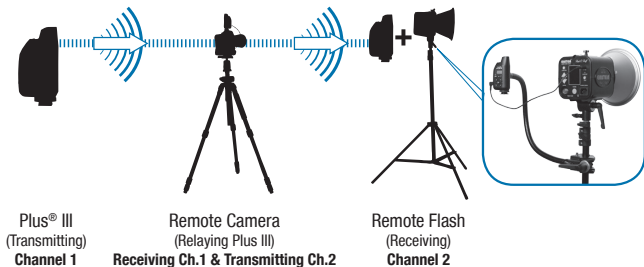 Plus® III
(Transmitting)
Channel 1
Remote Camera
(Relaying Plus III)
Receiving Ch.1 & Transmitting Ch.2
Remote Flash
(Receiving)
Channel 2